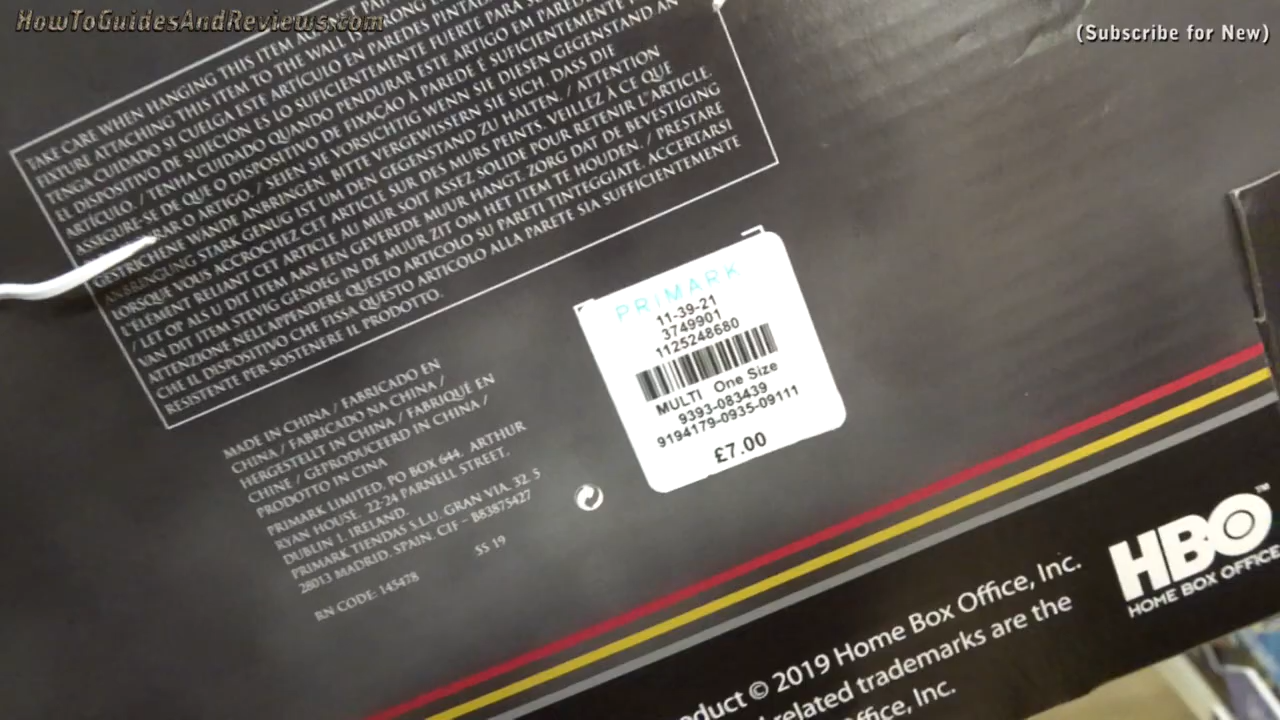 HowToGuidesAndReviews.com
(Subscribe for New)
TAKE CARE WHEN HANGING THIS ITEM
FIXTURE ATTACHING THIS ITEM TO THE WALL STRONG
TENGA CUIDADO SI CUELGA ESTE ARTÍCULO EN PAREDES PINTAD
EL DISPOSITIVO DE SUJECIÓN ES LO SUFICIENTEMENTE FUERTE PARA
ARTÍCULO. / TENHA CUIDADO QUANDO PENDURAR ESTE ARTIGO EM PAREDE
ASSEGURE-SE DE QUE O DISPOSITIVO DE FIXAÇÃO À PAREDE É SUFICIENTEMENTE
RAR O ARTIGO. / SEIEN SIE VORSICHTIG WENN SIE DIESEN GEGENSTAND AN
GESTRICHENE WÄNDE ANBRINGEN. BITTE VERGEWISSERN SIE SICH, DASS DIE
ANBRINGUNG STARK GENUG IST UM DEN GEGENSTAND ZU HALTEN. / ATTENTION
LORSQUE VOUS ACCROCHEZ CET ARTICLE SUR DES MURS PEINTS. VEILLEZ À CE QUE
L'ÉLÉMENT RELIANT CET ARTICLE AU MUR SOIT ASSEZ SOLIDE POUR RETENIR L'ARTICLE.
/ LET OP ALS U DIT ITEM AAN EEN GEVERFDE MUUR HANGT. ZORG DAT DE BEVESTIGING
VAN DIT ITEM STEVIG GENOEG IN DE MUUR ZIT OM HET ITEM TE HOUDEN. / PRESTARE
ATTENZIONE NELL'APPENDERE QUESTO ARTICOLO SU PARETI TINTEGGIATE. ACCERTARSI
CHE IL DISPOSITIVO CHE FISSA QUESTO ARTICOLO ALLA PARETE SIA SUFFICIENTEMENTE
RESISTENTE PER SOSTENERE IL PRODOTTO.
MADE IN CHINA / FABRICADO EN
CHINA / FABRICADO NA CHINA /
HERGESTELLT IN CHINA / FABRIQUÉ EN
CHINE / GEPRODUCEERD IN CHINA /
PRODOTTO IN CINA
PRIMARK LIMITED, PO BOX 644, ARTHUR
RYAN HOUSE, 22-24 PARNELL STREET,
DUBLIN 1, IRELAND.
PRIMARK TIENDAS S.L.U. GRAN VIA, 32, 5
28013 MADRID. SPAIN. CIF - B83875427
SS 19
RN CODE: 145478
PRIMARK
11-39-21
3749901
1125248680
MULTI One Size
9393-083439
9194179-0935-09111
£7.00
HBO™
HOME BOX OFFICE
duct © 2019 Home Box Office, Inc.
related trademarks are the
ffice, Inc.